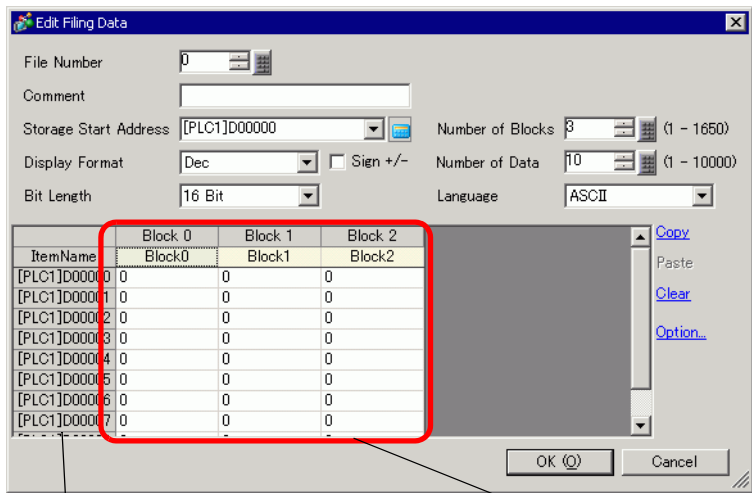 Edit Filing Data
File Number 0
Comment
Storage Start Address [PLC1]D00000 Number of Blocks 3 (1 - 1650)
Display Format Dec Sign +/- Number of Data 10 (1 - 10000)
Bit Length 16 Bit Language ASCII
Block 0 Block 1 Block 2 Copy
ItemName Block0 Block1 Block2 Paste
[PLC1]D00000 0 0 0
[PLC1]D00001 0 0 0 Clear
[PLC1]D00002 0 0 0
[PLC1]D00003 0 0 0 Option...
[PLC1]D00004 0 0 0
[PLC1]D00005 0 0 0
[PLC1]D00006 0 0 0
[PLC1]D00007 0 0 0
OK (O) Cancel